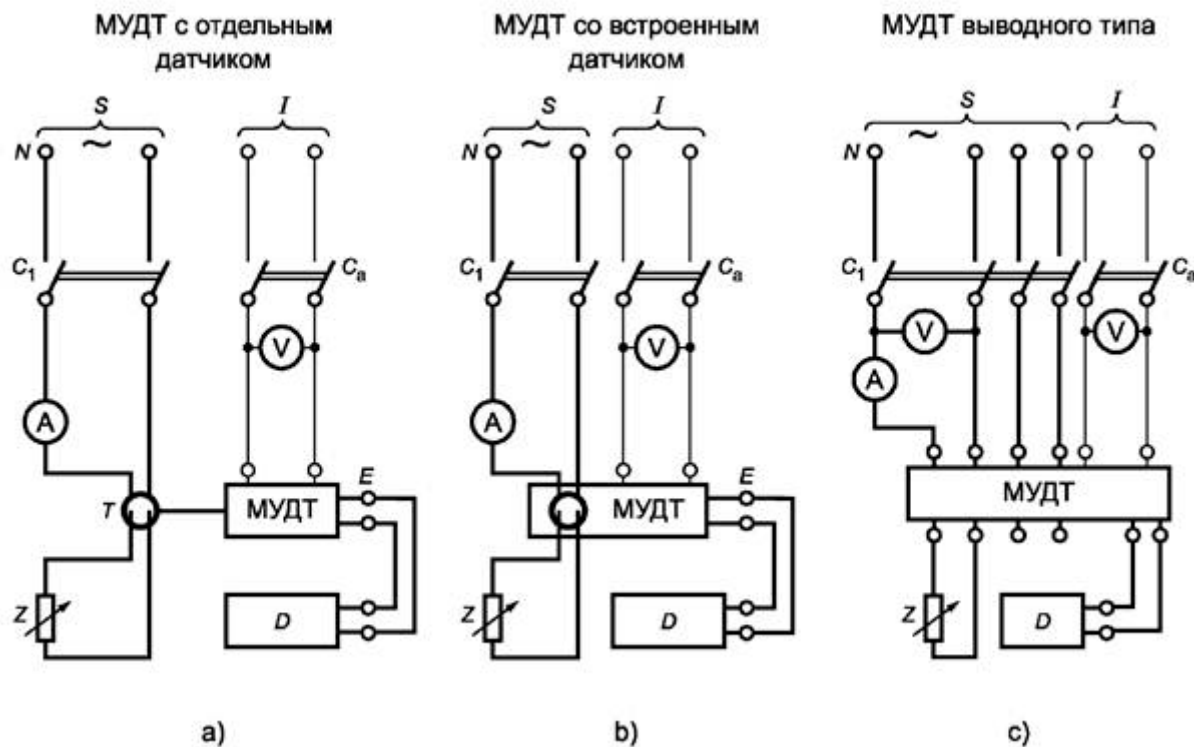 МУДТ с отдельным
датчиком
S
I
N
~
C1
Ca
V
A
T
МУДТ
E
Z
D
a)
МУДТ со встроенным
датчиком
S
I
N
~
C1
Ca
V
A
МУДТ
E
Z
D
b)
МУДТ выводного типа
S
I
N
~
C1
Ca
V
V
A
МУДТ
Z
D
c)